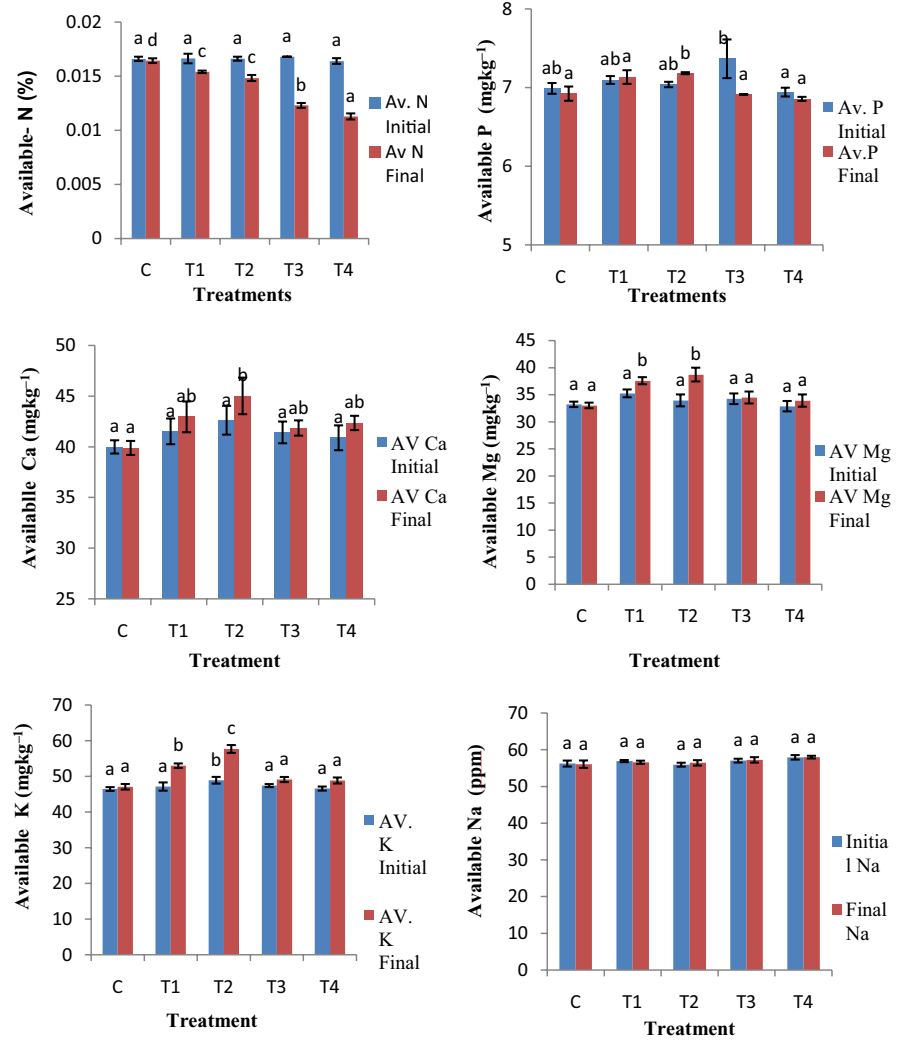 Available- N (%)
0.02
0.015
0.01
0.005
0
a d a c a c a b a a
C T1 T2 T3 T4
Treatments
Av. N
Initial
Av N
Final
Available P (mgkg⁻¹)
8
7
6
5
ab a ab a ab b b a a a
C T1 T2 T3 T4
Treatments
Av. P
Initial
Av.P
Final
Availablle Ca (mgkg⁻¹)
50
45
40
35
30
25
a a a ab a b a ab a ab
C T1 T2 T3 T4
Treatment
AV Ca
Initial
AV Ca
Final
Available Mg (mgkg⁻¹)
45
40
35
30
25
20
15
10
5
0
a a a b a b a a a a
C T1 T2 T3 T4
Treatment
AV Mg
Initial
AV Mg
Final
Available K (mgkg⁻¹)
70
60
50
40
30
20
10
0
a a a b b c a a a a
C T1 T2 T3 T4
Treatment
AV.
K
Initial
AV.
K
Final
Available Na (ppm)
70
60
50
40
30
20
10
0
a a a a a a a a a a
C T1 T2 T3 T4
Treatment
Initia
l Na
Final
Na